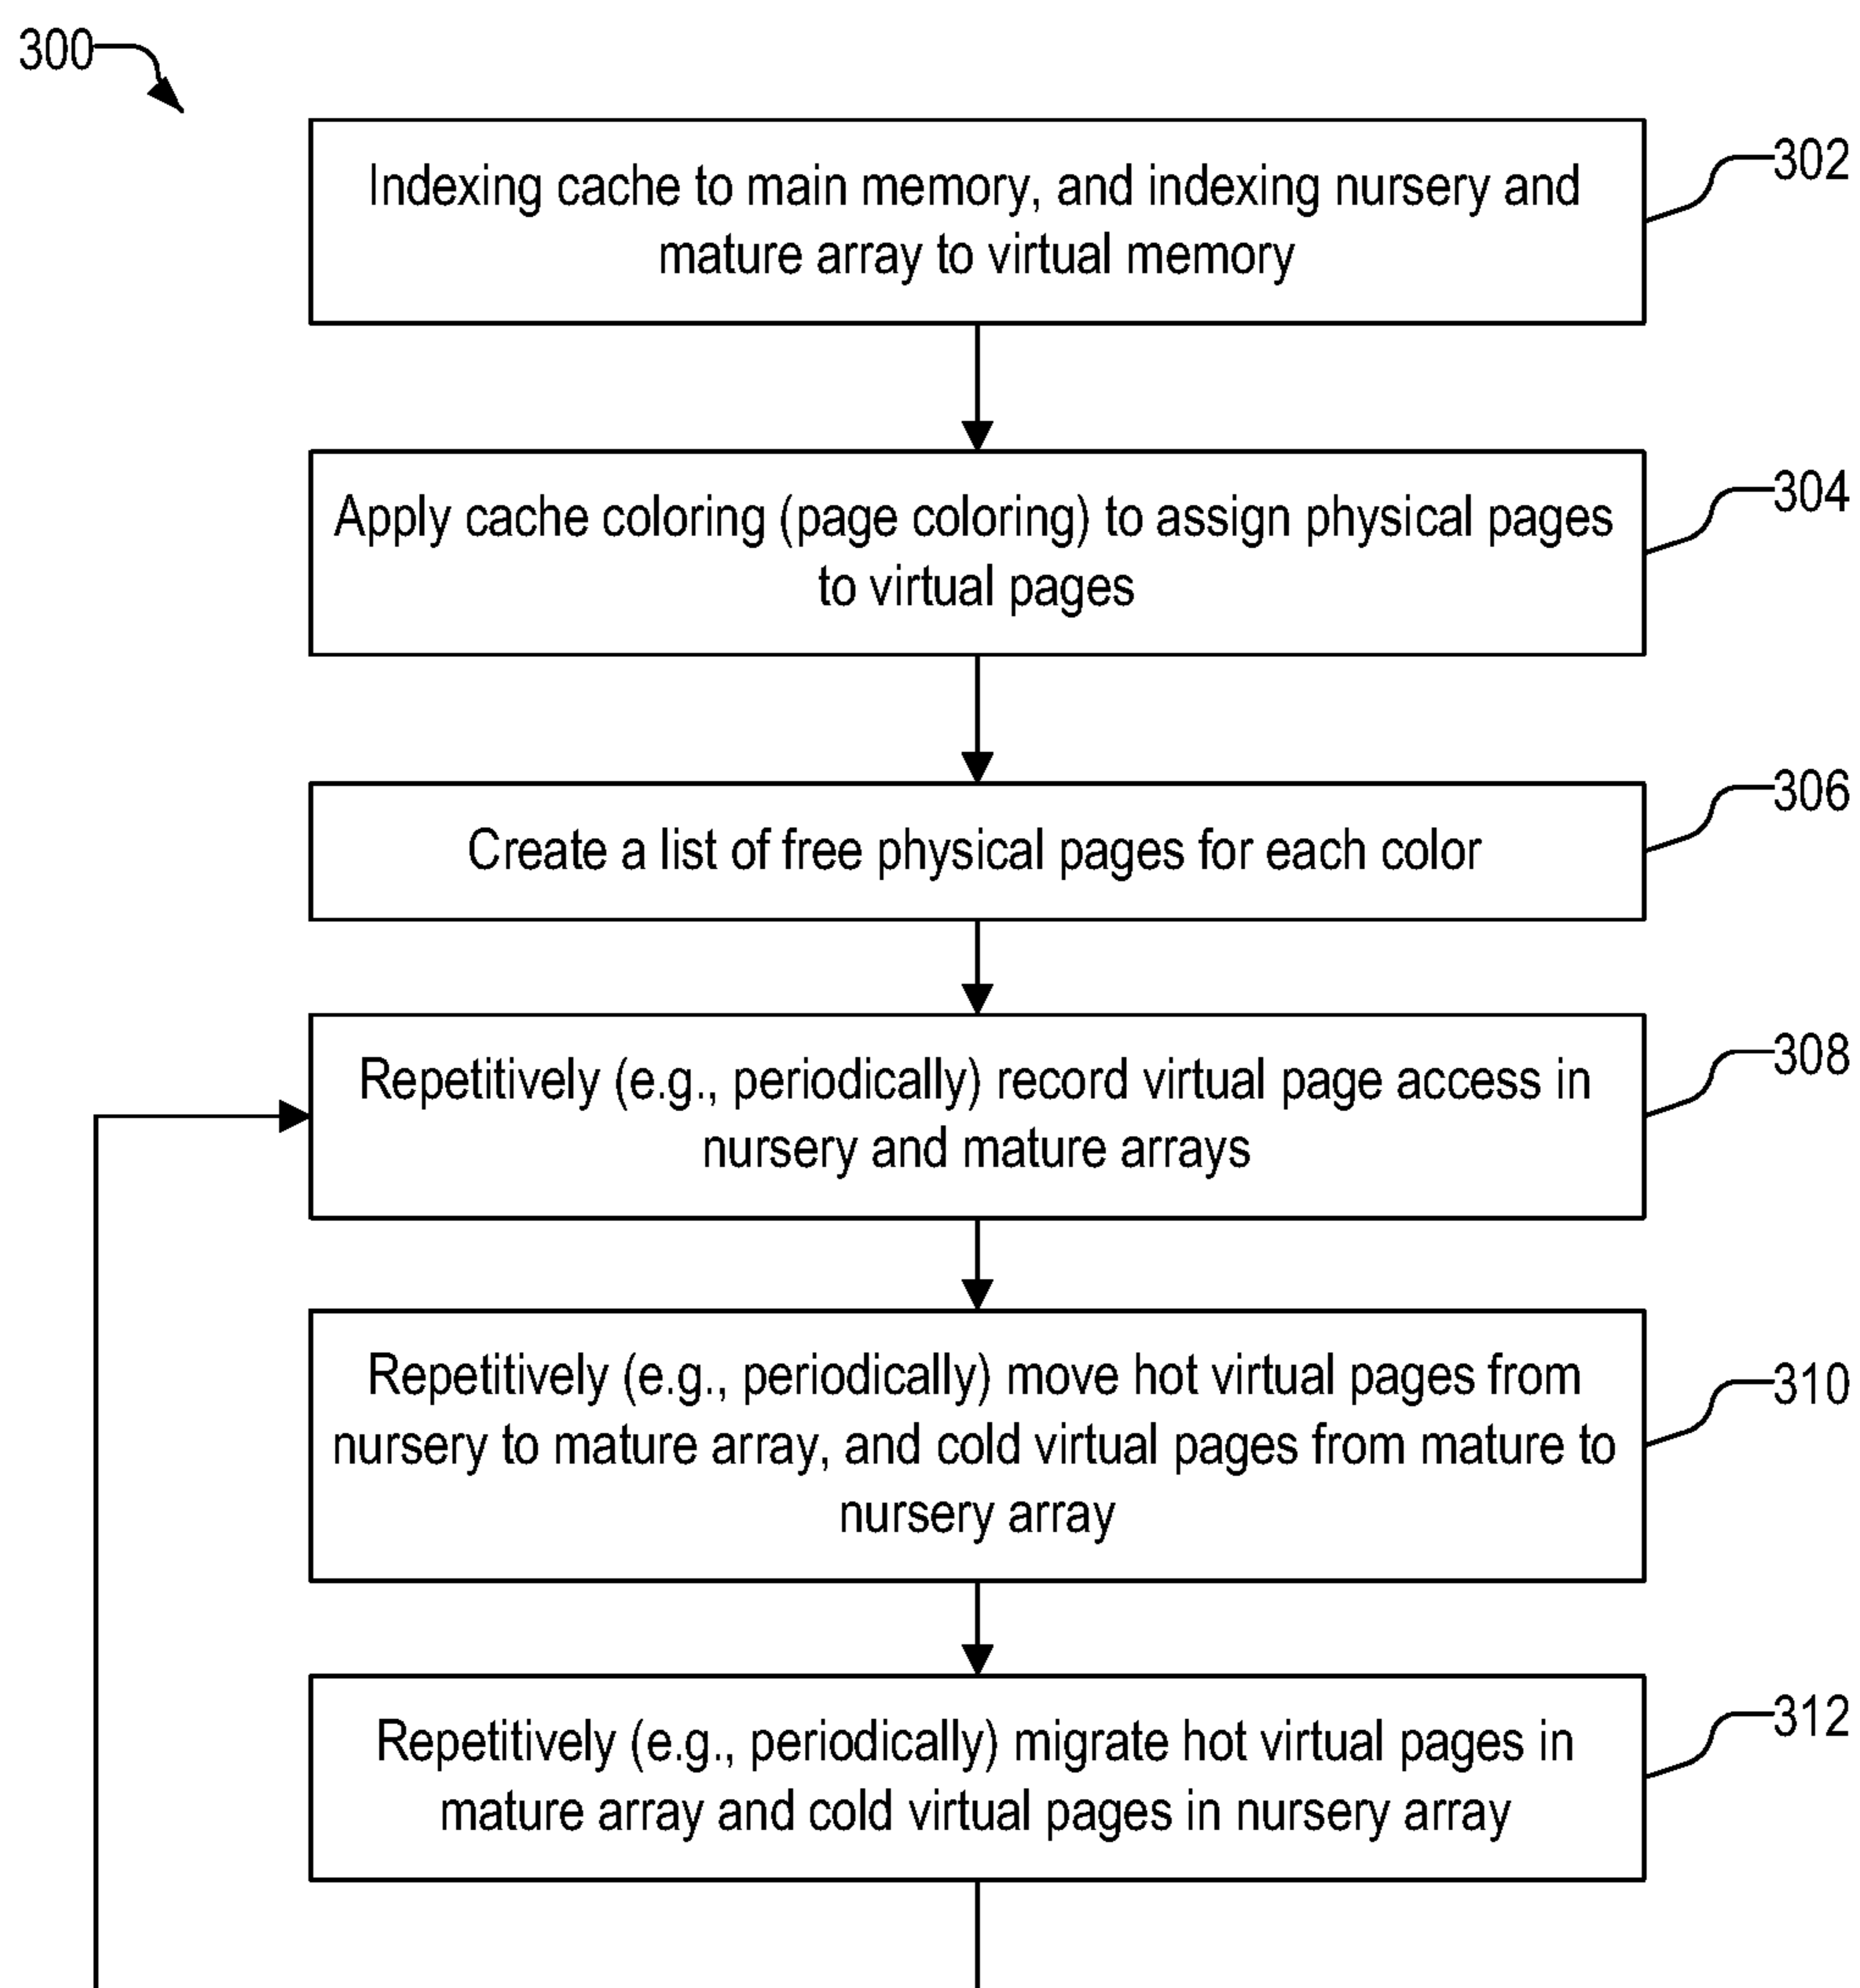 300
Indexing cache to main memory, and indexing nursery and
mature array to virtual memory
302
Apply cache coloring (page coloring) to assign physical pages
to virtual pages
304
Create a list of free physical pages for each color
306
Repetitively (e.g., periodically) record virtual page access in
nursery and mature arrays
308
Repetitively (e.g., periodically) move hot virtual pages from
nursery to mature array, and cold virtual pages from mature to
nursery array
310
Repetitively (e.g., periodically) migrate hot virtual pages in
mature array and cold virtual pages in nursery array
312